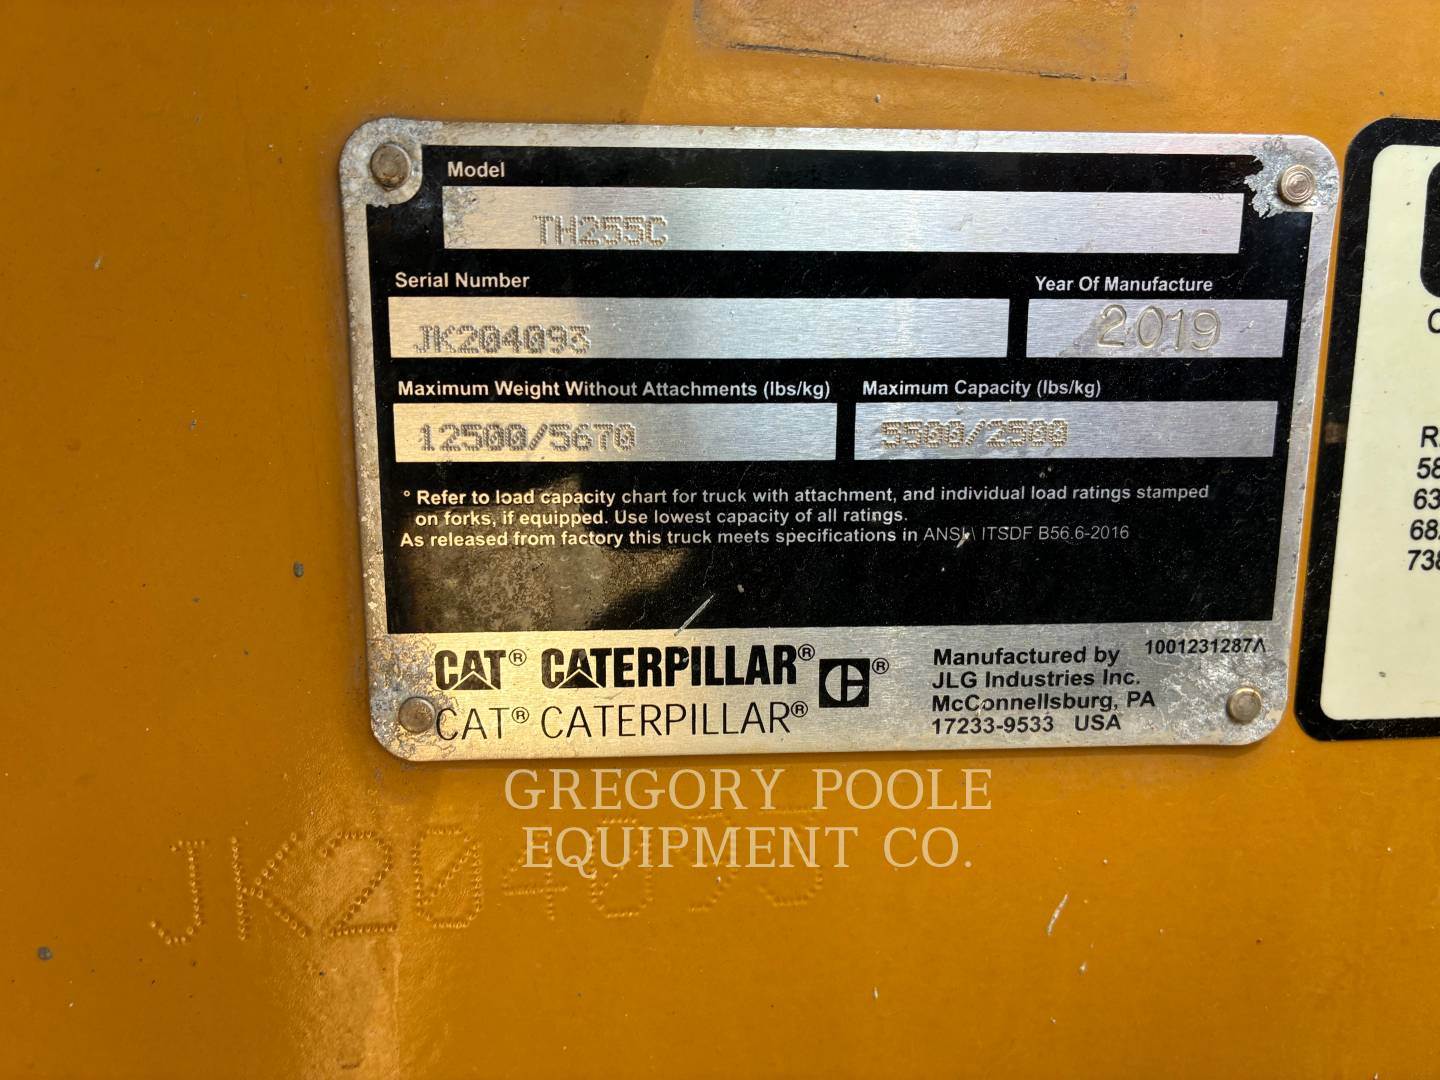 Model
TH255C
Serial Number
Year Of Manufacture
JK204093
2019
Maximum Weight Without Attachments (lbs/kg)
Maximum Capacity (lbs/kg)
12500/5670
5500/2500
° Refer to load capacity chart for truck with attachment, and individual load ratings stamped
on forks, if equipped. Use lowest capacity of all ratings.
As released from factory this truck meets specifications in ANSI \ ITSDF B56.6-2016
CAT® CATERPILLAR® ®
CAT® CATERPILLAR®
Manufactured by
JLG Industries Inc.
McConnellsburg, PA
17233-9533 USA
1001231287A
GREGORY POOLE
EQUIPMENT CO.
JK204093